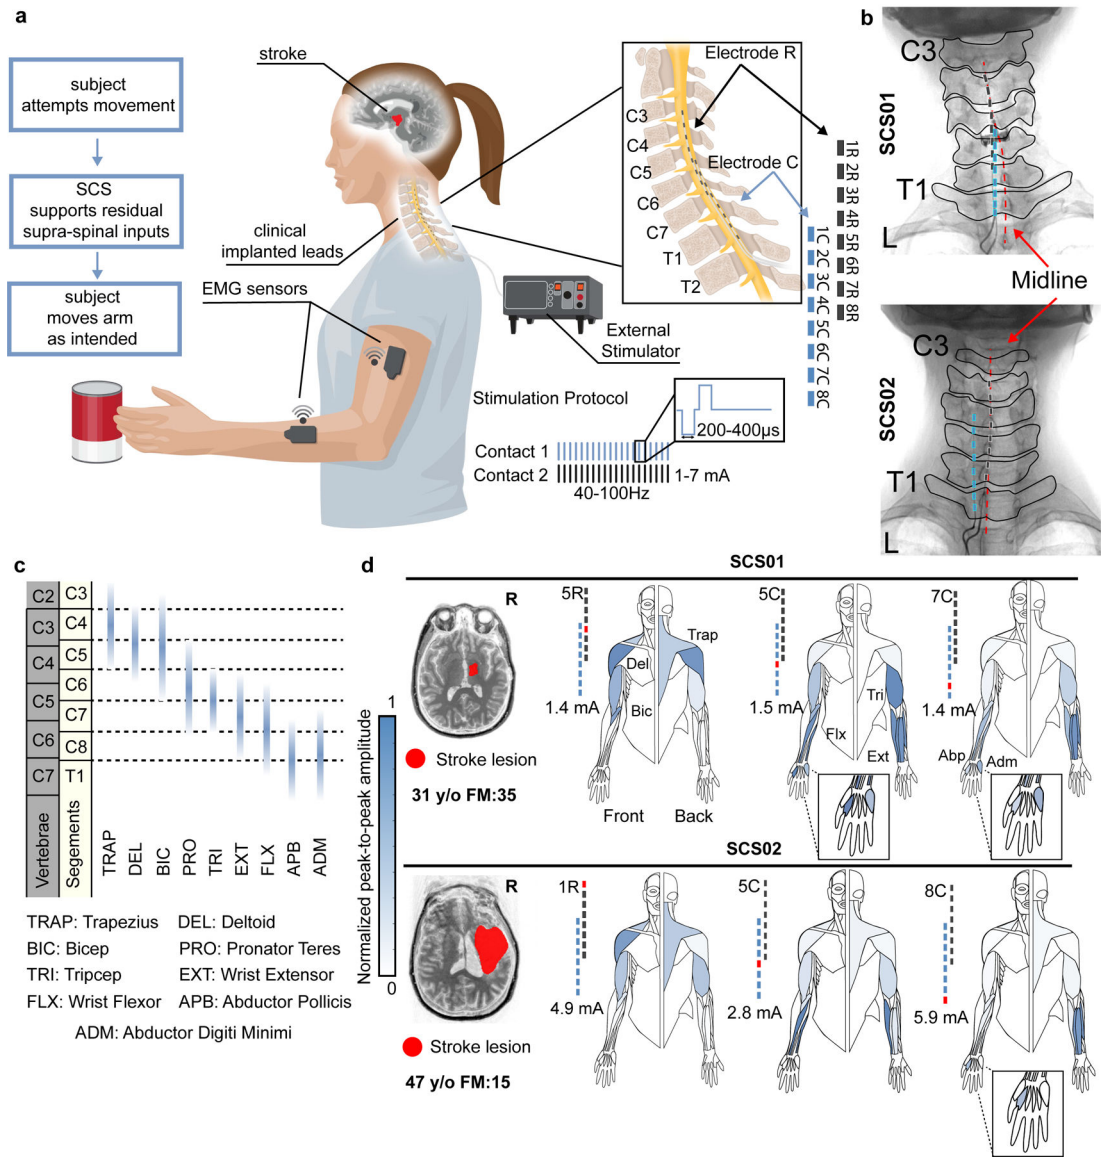 a
subject
attempts movement
SCS
supports residual
supra-spinal inputs
subject
moves arm
as intended
stroke
clinical
implanted leads
EMG sensors
External
Stimulator
Stimulation Protocol
Contact 1
Contact 2
40-100Hz
1-7 mA
200-400µs
Electrode R
Electrode C
C3
C4
C5
C6
C7
T1
T2
1R
2R
3R
4R
5R
6R
7R
8R
1C
2C
3C
4C
5C
6C
7C
8C
b
SCS01
C3
T1
L
Midline
SCS02
C3
T1
L
c
C2
C3
C4
C5
C6
C7
Vertebrae
C3
C4
C5
C6
C7
C8
T1
Segements
TRAP
DEL
BIC
PRO
TRI
EXT
FLX
APB
ADM
TRAP: Trapezius
DEL: Deltoid
BIC: Bicep
PRO: Pronator Teres
TRI: Tripcep
EXT: Wrist Extensor
FLX: Wrist Flexor
APB: Abductor Pollicis
ADM: Abductor Digiti Minimi
Normalized peak-to-peak amplitude
1
0
d
SCS01
R
Stroke lesion
31 y/o FM:35
5R
1.4 mA
Trap
Del
Bic
Front
Back
5C
1.5 mA
Tri
Flx
Ext
7C
1.4 mA
Abp
Adm
SCS02
R
Stroke lesion
47 y/o FM:15
1R
4.9 mA
5C
2.8 mA
8C
5.9 mA